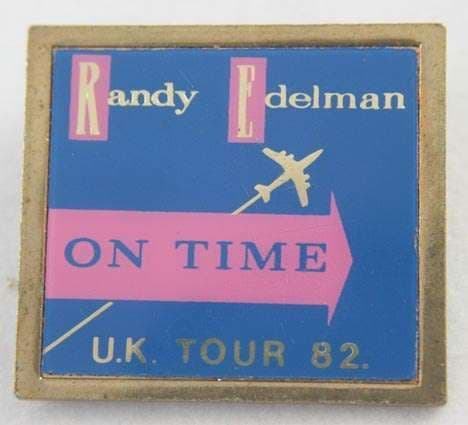 Randy Edelman
ON TIME
U.K. TOUR 82.